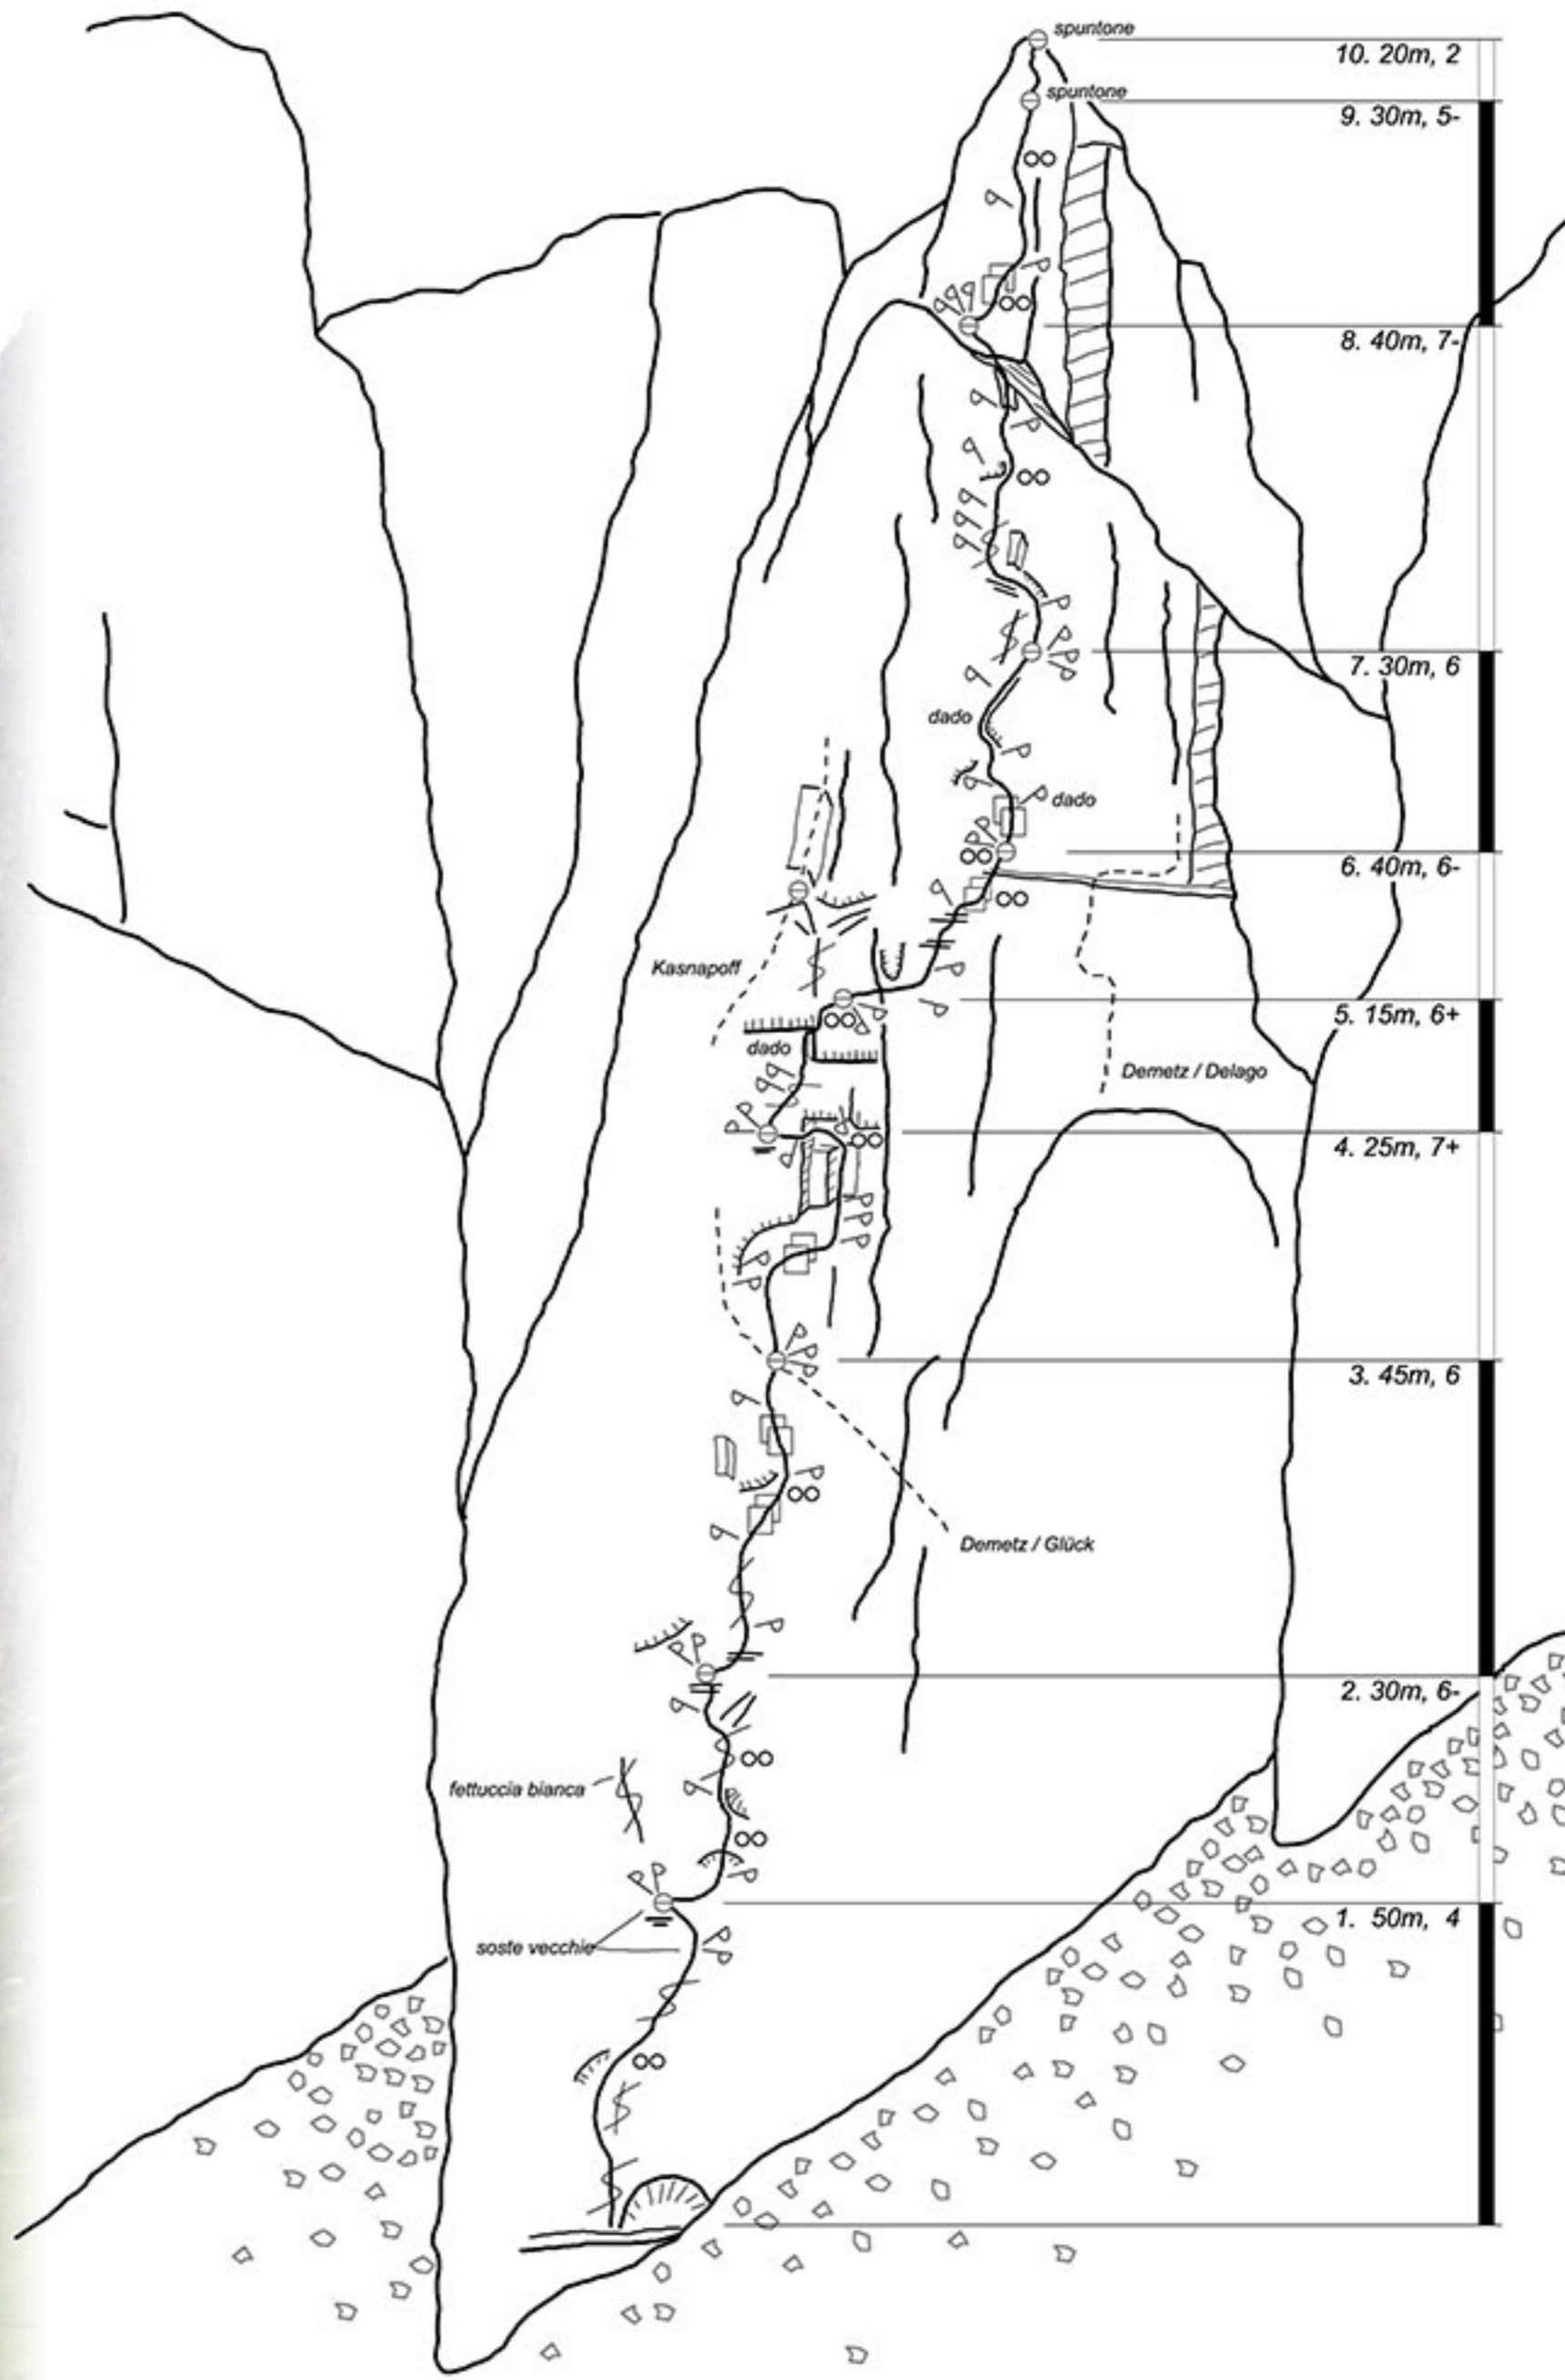 spuntone
10. 20m, 2
spuntone
9. 30m, 5-
8. 40m, 7-
7. 30m, 6
dado
dado
6. 40m, 6-
Kasnapoff
5. 15m, 6+
dado
Demetz / Delago
4. 25m, 7+
3. 45m, 6
Demetz / Glück
2. 30m, 6-
fettuccia bianca
1. 50m, 4
soste vecchie